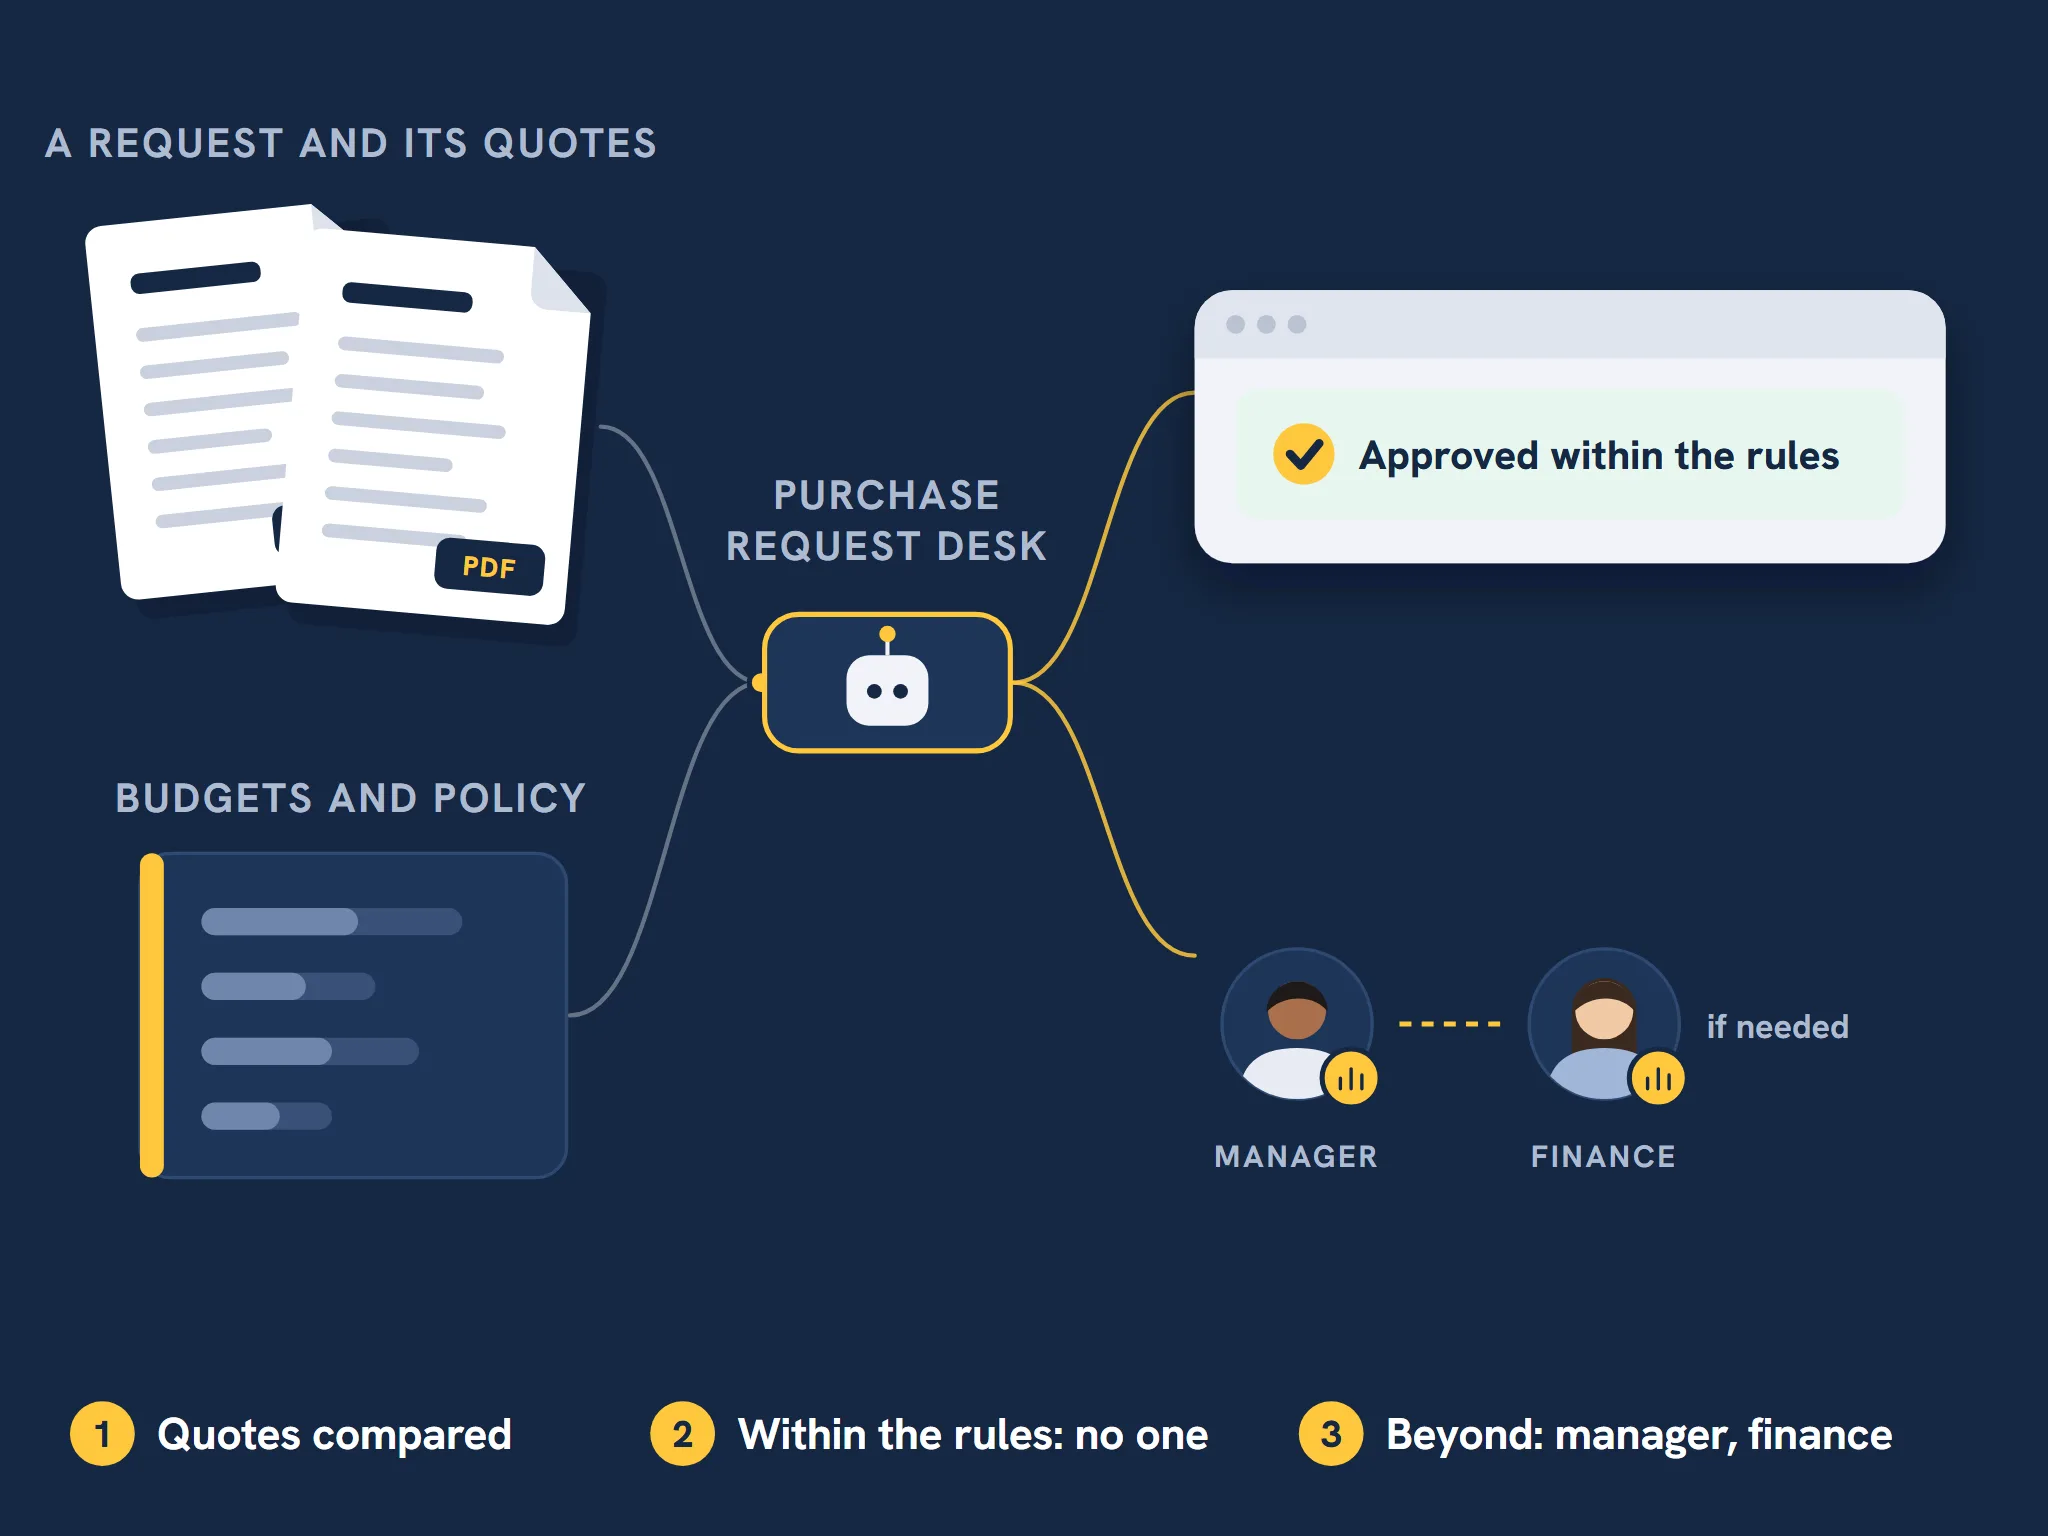 A REQUEST AND ITS QUOTES
PDF
PURCHASE
REQUEST DESK
Approved within the rules
BUDGETS AND POLICY
if needed
MANAGER
FINANCE
1 Quotes compared
2 Within the rules: no one
3 Beyond: manager, finance